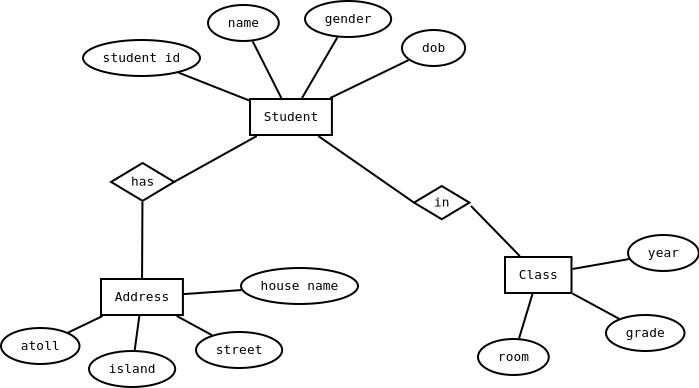 name
gender
dob
student id
Student
has
in
year
Class
house name
Address
grade
atoll
street
room
island